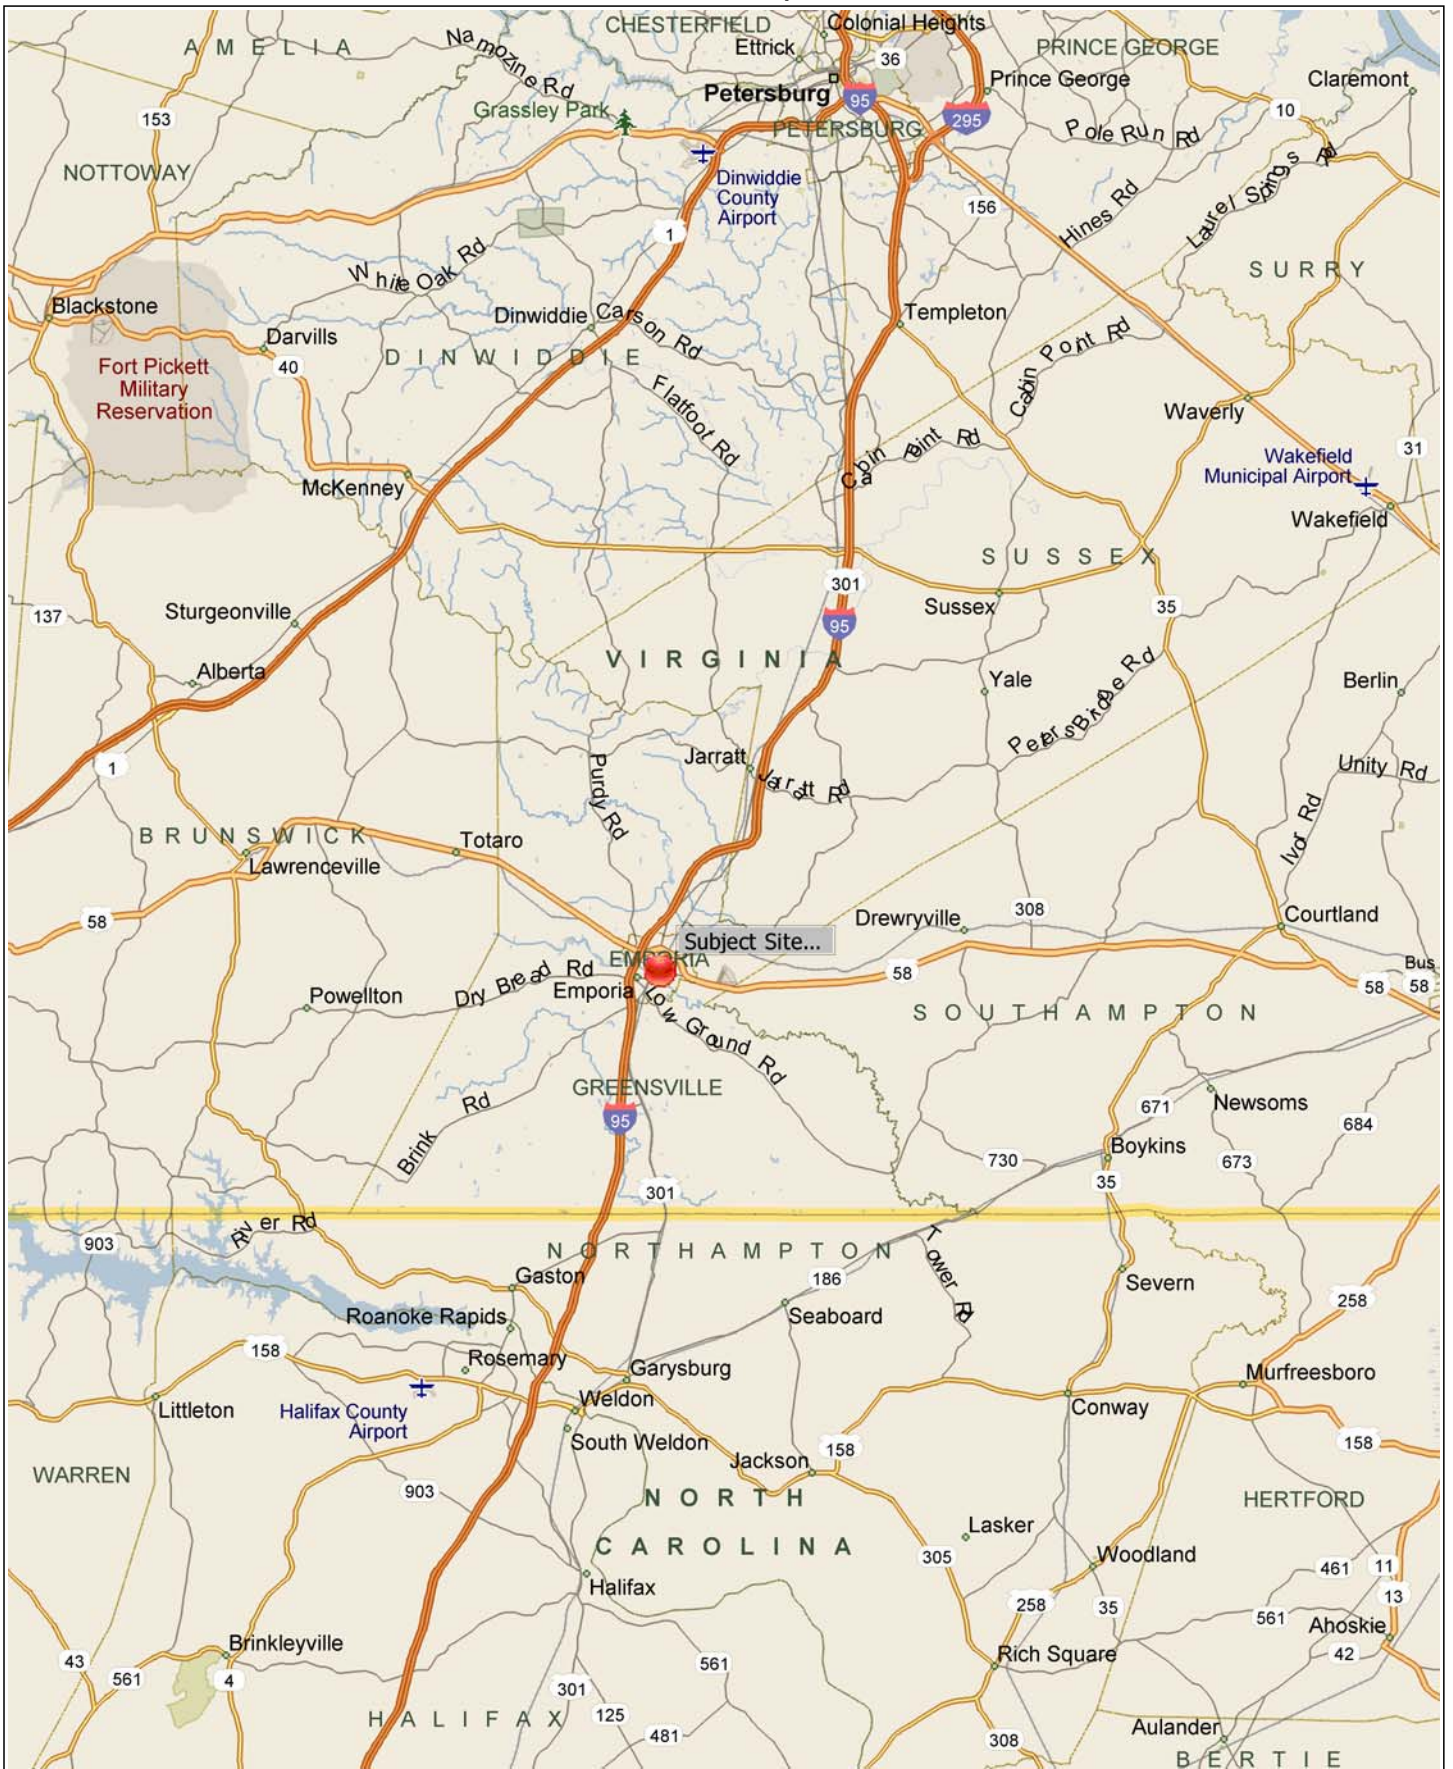 CHESTERFIELD
Colonial Heights
AMELIA
Namozine Rd
Ettrick
36
PRINCE GEORGE
Petersburg
95
Prince George
Claremont
Grassley Park
153
PETERSBURG
295
10
Pole Run Rd
NOTTOWAY
Dinwiddie
County
Airport
156
Hines Rd
Laurel Springs Rd
1
White Oak Rd
SURRY
Blackstone
Dinwiddie
Carson Rd
Templeton
Darvills
DINWIDDIE
Cabin Point Rd
Fort Pickett
Military
Reservation
40
Flatfoot Rd
Waverly
Cabin Point Rd
31
Wakefield
Municipal Airport
McKenney
Wakefield
SUSSEX
301
137
Sturgeonville
Sussex
35
95
VIRGINIA
Alberta
Yale
Berlin
Peters Bridge Rd
1
Purdy Rd
Jarratt
Jarratt Rd
Unity Rd
Ivor Rd
BRUNSWICK
Totaro
Lawrenceville
58
Drewryville
308
Courtland
Subject Site...
EMPORIA
Dry Bread Rd
58
Bus
58
58
Powellton
Emporia
Low Ground Rd
SOUTHAMPTON
GREENSVILLE
95
Brink Rd
671
Newsoms
684
Boykins
730
673
35
301
River Rd
903
NORTHAMPTON
Tower Rd
Gaston
186
Severn
Roanoke Rapids
Seaboard
258
158
Rosemary
Garysburg
Murfreesboro
Littleton
Halifax County
Airport
Weldon
Conway
South Weldon
158
158
Jackson
WARREN
903
NORTH
CAROLINA
HERTFORD
Lasker
305
Woodland
461
11
Halifax
258
35
13
561
Ahoskie
Brinkleyville
42
43
561
4
561
Rich Square
301
125
HALIFAX
481
308
Aulander
BERTIE